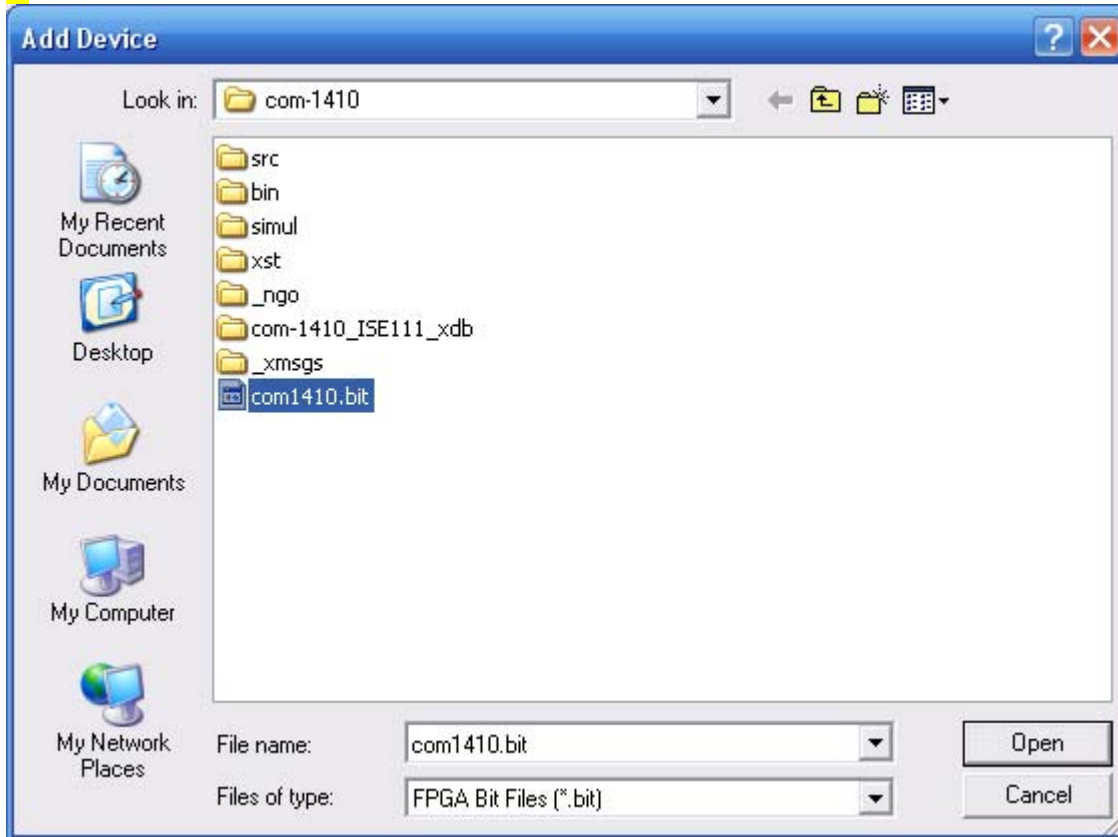 Add Device
Look in:
com-1410
My Recent
Documents
Desktop
My Documents
My Computer
My Network
Places
src
bin
simul
xst
_ngo
com-1410_ISE111_xdb
_xmsgs
com1410.bit
File name:
com1410.bit
Open
Files of type:
FPGA Bit Files (*.bit)
Cancel